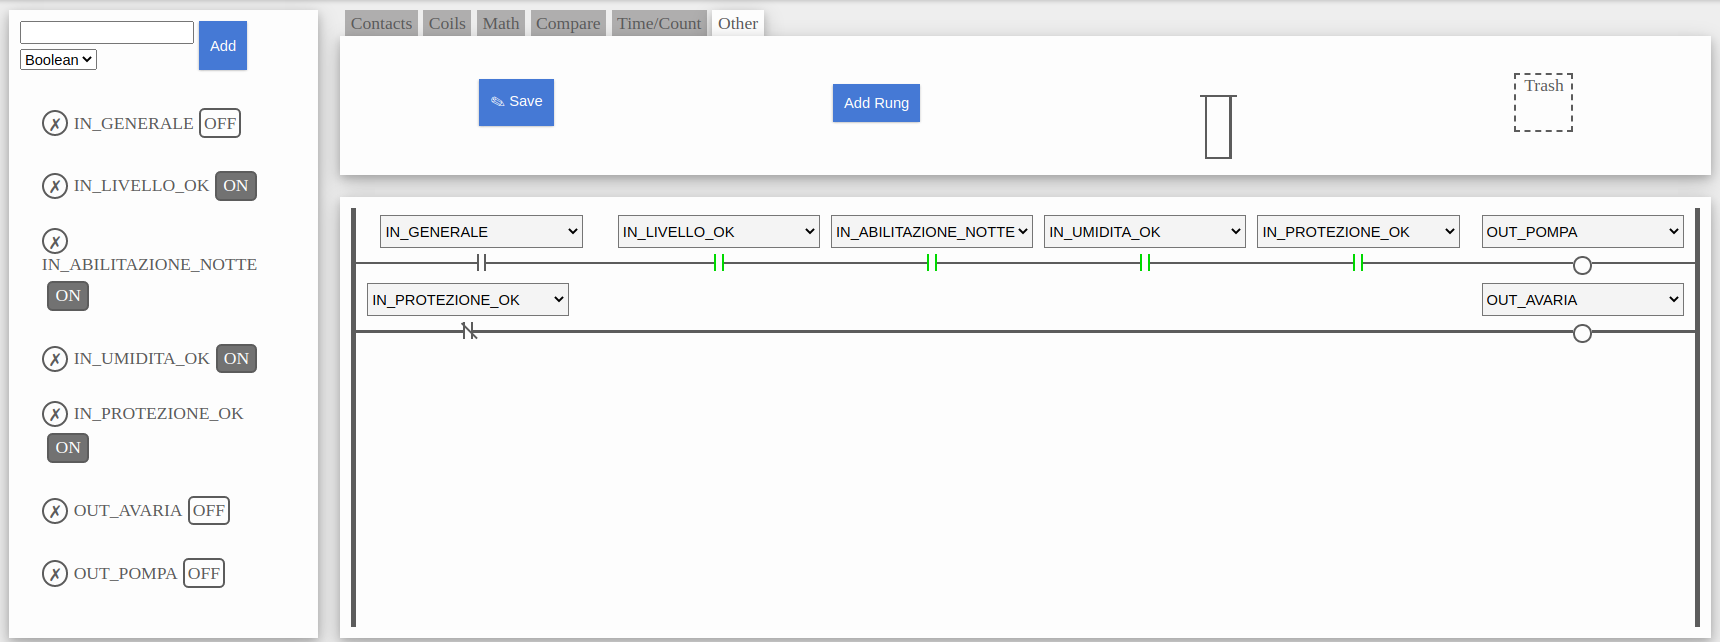 Add
Boolean
✗ IN_GENERALE OFF
✗ IN_LIVELLO_OK ON
✗
IN_ABILITAZIONE_NOTTE
ON
✗ IN_UMIDITA_OK ON
✗ IN_PROTEZIONE_OK
ON
✗ OUT_AVARIA OFF
✗ OUT_POMPA OFF
Contacts Coils Math Compare Time/Count Other
✎ Save Add Rung Trash
IN_GENERALE IN_LIVELLO_OK IN_ABILITAZIONE_NOTTE IN_UMIDITA_OK IN_PROTEZIONE_OK OUT_POMPA
IN_PROTEZIONE_OK OUT_AVARIA